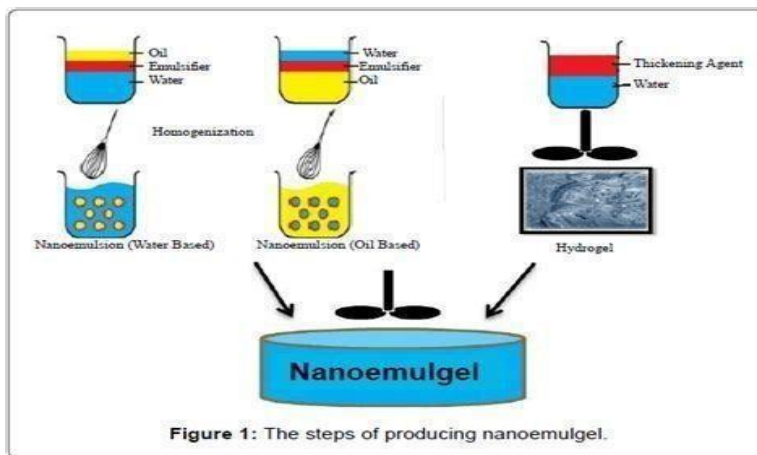 Oil
Emulsifier
Water
Water
Emulsifier
Oil
Thickening Agent
Water
Homogenization
Nanoemulsion (Water Based)
Nanoemulsion (Oil Based)
Hydrogel
Nanoemulgel
Figure 1: The steps of producing nanoemulgel.